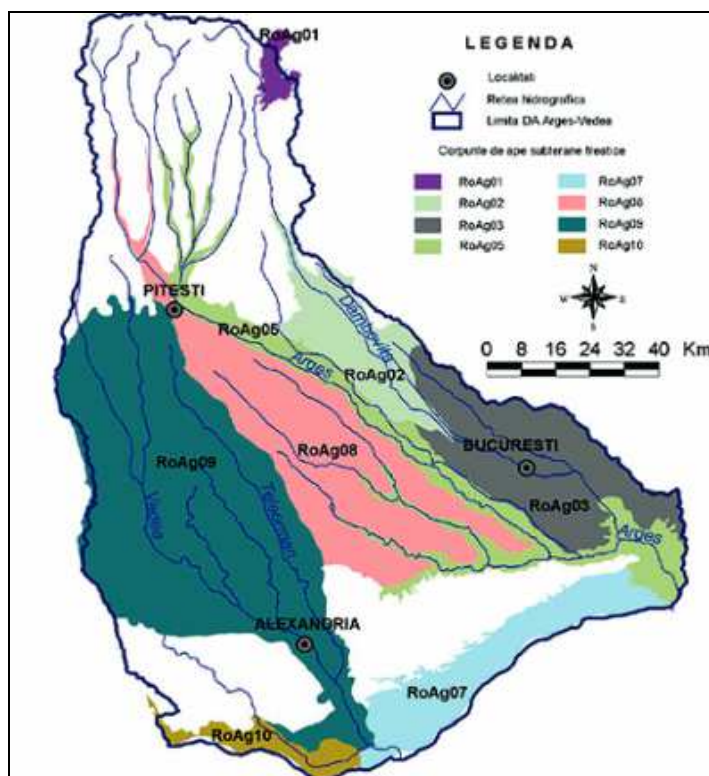 RoAg01
LEGENDA
Localitati
Retea hidrografica
Limita DA Arges-Vedea
Corpurile de ape subterane freatice
RoAg01
RoAg02
RoAg03
RoAg05
RoAg07
RoAg08
RoAg09
RoAg10
N
W
E
S
0 8 16 24 32 40 Km
PITESTI
RoAg05
Dambovita
Arges
RoAg02
BUCURESTI
RoAg08
RoAg09
RoAg03
Vedea
Teleorman
Arges
ALEXANDRIA
RoAg07
RoAg10